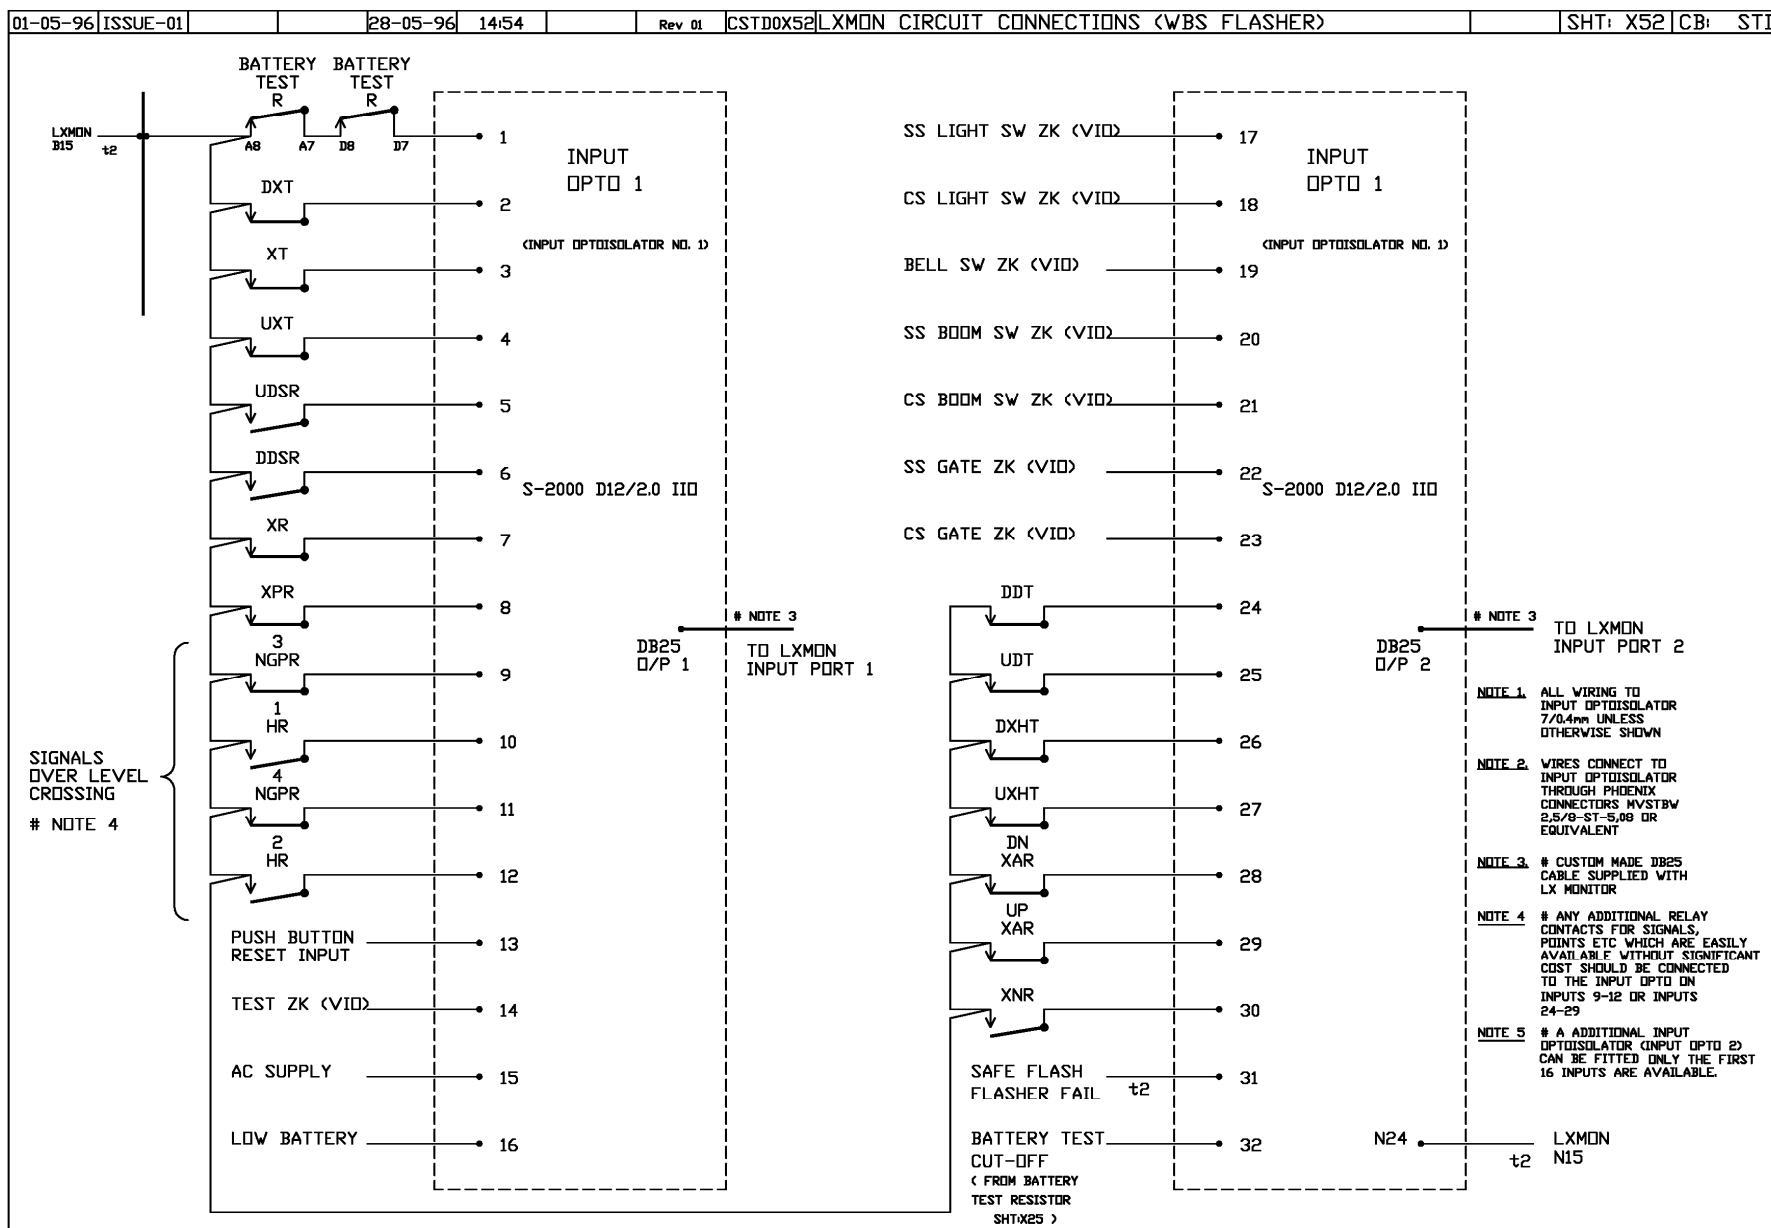 01-05-96 ISSUE-01 28-05-96 14:54 Rev 01 CSTD0X52 LXMON CIRCUIT CONNECTIONS (WBS FLASHER) SHT: X52 CB: STD
BATTERY TEST R
BATTERY TEST R
LXMON
B15
t2
A8 A7 D8 D7
1
DXT
2
XT
3
UXT
4
UDSR
5
DDSR
6
XR
7
XPR
8
3
NGPR
9
1
HR
10
4
NGPR
11
2
HR
12
SIGNALS
OVER LEVEL
CROSSING
# NOTE 4
PUSH BUTTON
RESET INPUT
13
TEST ZK (VIO)
14
AC SUPPLY
15
LOW BATTERY
16
INPUT
OPTO 1
(INPUT OPTOISOLATOR NO. 1)
S-2000 D12/2.0 IIO
DB25
O/P 1
# NOTE 3
TO LXMON
INPUT PORT 1
SS LIGHT SW ZK (VIO)
17
CS LIGHT SW ZK (VIO)
18
BELL SW ZK (VIO)
19
SS BOOM SW ZK (VIO)
20
CS BOOM SW ZK (VIO)
21
SS GATE ZK (VIO)
22
CS GATE ZK (VIO)
23
DDT
24
UDT
25
DXHT
26
UXHT
27
DN
XAR
28
UP
XAR
29
XNR
30
SAFE FLASH
FLASHER FAIL
t2
31
BATTERY TEST
CUT-OFF
( FROM BATTERY
TEST RESISTOR
SHT:X25 )
32
INPUT
OPTO 1
(INPUT OPTOISOLATOR NO. 1)
S-2000 D12/2.0 IIO
DB25
O/P 2
# NOTE 3
TO LXMON
INPUT PORT 2
NOTE 1. ALL WIRING TO
INPUT OPTOISOLATOR
7/0.4mm UNLESS
OTHERWISE SHOWN
NOTE 2. WIRES CONNECT TO
INPUT OPTOISOLATOR
THROUGH PHOENIX
CONNECTORS MVSTBW
2,5/8-ST-5,08 OR
EQUIVALENT
NOTE 3. # CUSTOM MADE DB25
CABLE SUPPLIED WITH
LX MONITOR
NOTE 4 # ANY ADDITIONAL RELAY
CONTACTS FOR SIGNALS,
POINTS ETC WHICH ARE EASILY
AVAILABLE WITHOUT SIGNIFICANT
COST SHOULD BE CONNECTED
TO THE INPUT OPTO ON
INPUTS 9-12 OR INPUTS
24-29
NOTE 5 # A ADDITIONAL INPUT
OPTOISOLATOR (INPUT OPTO 2)
CAN BE FITTED ONLY THE FIRST
16 INPUTS ARE AVAILABLE.
N24
t2
LXMON
N15